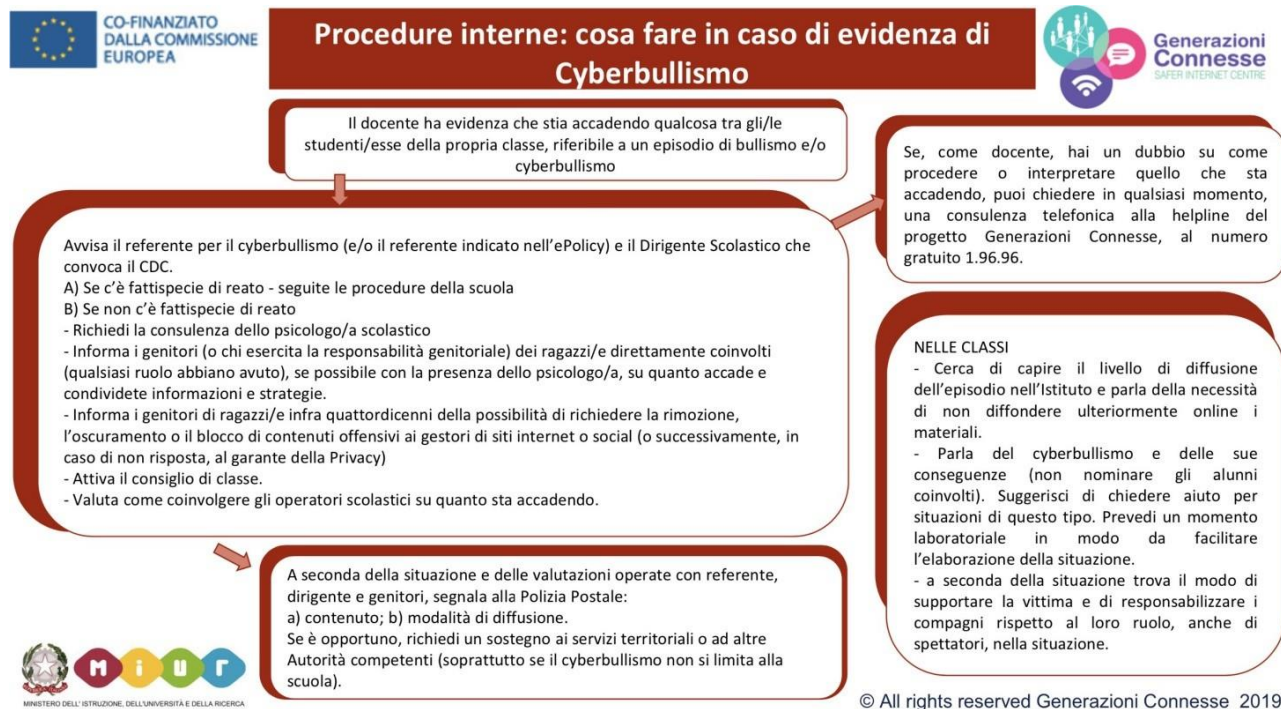 CO-FINANZIATO
DALLA COMMISSIONE
EUROPEA
Procedure interne: cosa fare in caso di evidenza di
Cyberbullismo
Generazioni
Connesse
SAFER INTERNET CENTRE
Il docente ha evidenza che stia accadendo qualcosa tra gli/le
studenti/esse della propria classe, riferibile a un episodio di bullismo e/o
cyberbullismo
Se, come docente, hai un dubbio su come
procedere o interpretare quello che sta
accadendo, puoi chiedere in qualsiasi momento,
una consulenza telefonica alla helpline del
progetto Generazioni Connesse, al numero
gratuito 1.96.96.
Avvisa il referente per il cyberbullismo (e/o il referente indicato nell’ePolicy) e il Dirigente Scolastico che
convoca il CDC.
A) Se c’è fattispecie di reato - seguite le procedure della scuola
B) Se non c’è fattispecie di reato
- Richiedi la consulenza dello psicologo/a scolastico
- Informa i genitori (o chi esercita la responsabilità genitoriale) dei ragazzi/e direttamente coinvolti
(qualsiasi ruolo abbiano avuto), se possibile con la presenza dello psicologo/a, su quanto accade e
condividete informazioni e strategie.
- Informa i genitori di ragazzi/e infra quattordicenni della possibilità di richiedere la rimozione,
l’oscuramento o il blocco di contenuti offensivi ai gestori di siti internet o social (o successivamente, in
caso di non risposta, al garante della Privacy)
- Attiva il consiglio di classe.
- Valuta come coinvolgere gli operatori scolastici su quanto sta accadendo.
NELLE CLASSI
- Cerca di capire il livello di diffusione
dell’episodio nell’Istituto e parla della necessità
di non diffondere ulteriormente online i
materiali.
- Parla del cyberbullismo e delle sue
conseguenze (non nominare gli alunni
coinvolti). Suggerisci di chiedere aiuto per
situazioni di questo tipo. Prevedi un momento
laboratoriale in modo da facilitare
l’elaborazione della situazione.
- a seconda della situazione trova il modo di
supportare la vittima e di responsabilizzare i
compagni rispetto al loro ruolo, anche di
spettatori, nella situazione.
A seconda della situazione e delle valutazioni operate con referente,
dirigente e genitori, segnala alla Polizia Postale:
a) contenuto; b) modalità di diffusione.
Se è opportuno, richiedi un sostegno ai servizi territoriali o ad altre
Autorità competenti (soprattutto se il cyberbullismo non si limita alla
scuola).
miur
MINISTERO DELL' ISTRUZIONE, DELL'UNIVERSITÀ E DELLA RICERCA
© All rights reserved Generazioni Connesse 2019